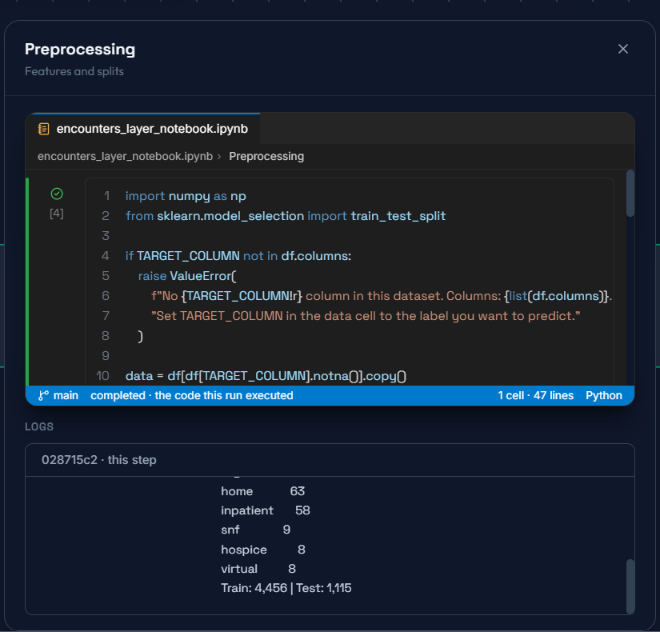 Preprocessing
Features and splits
encounters_layer_notebook.ipynb
encounters_layer_notebook.ipynb › Preprocessing
[4]
1 import numpy as np
2 from sklearn.model_selection import train_test_split
3
4 if TARGET_COLUMN not in df.columns:
5 raise ValueError(
6 f"No {TARGET_COLUMN!r} column in this dataset. Columns: {list(df.columns)}.
7 "Set TARGET_COLUMN in the data cell to the label you want to predict."
8 )
9
10 data = df[df[TARGET_COLUMN].notna()].copy()
main completed · the code this run executed 1 cell · 47 lines Python
LOGS
028715c2 · this step
home 63
inpatient 58
snf 9
hospice 8
virtual 8
Train: 4,456 | Test: 1,115